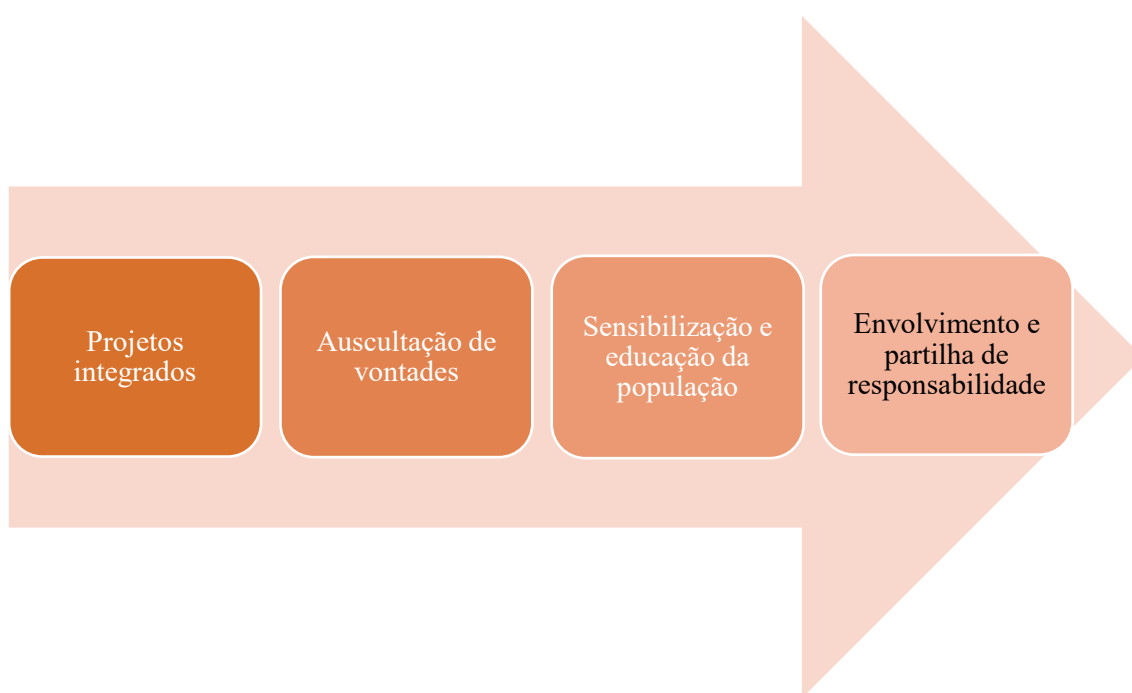 Projetos
integrados
Auscultação de
vontades
Sensibilização e
educação da
população
Envolvimento e
partilha de
responsabilidade